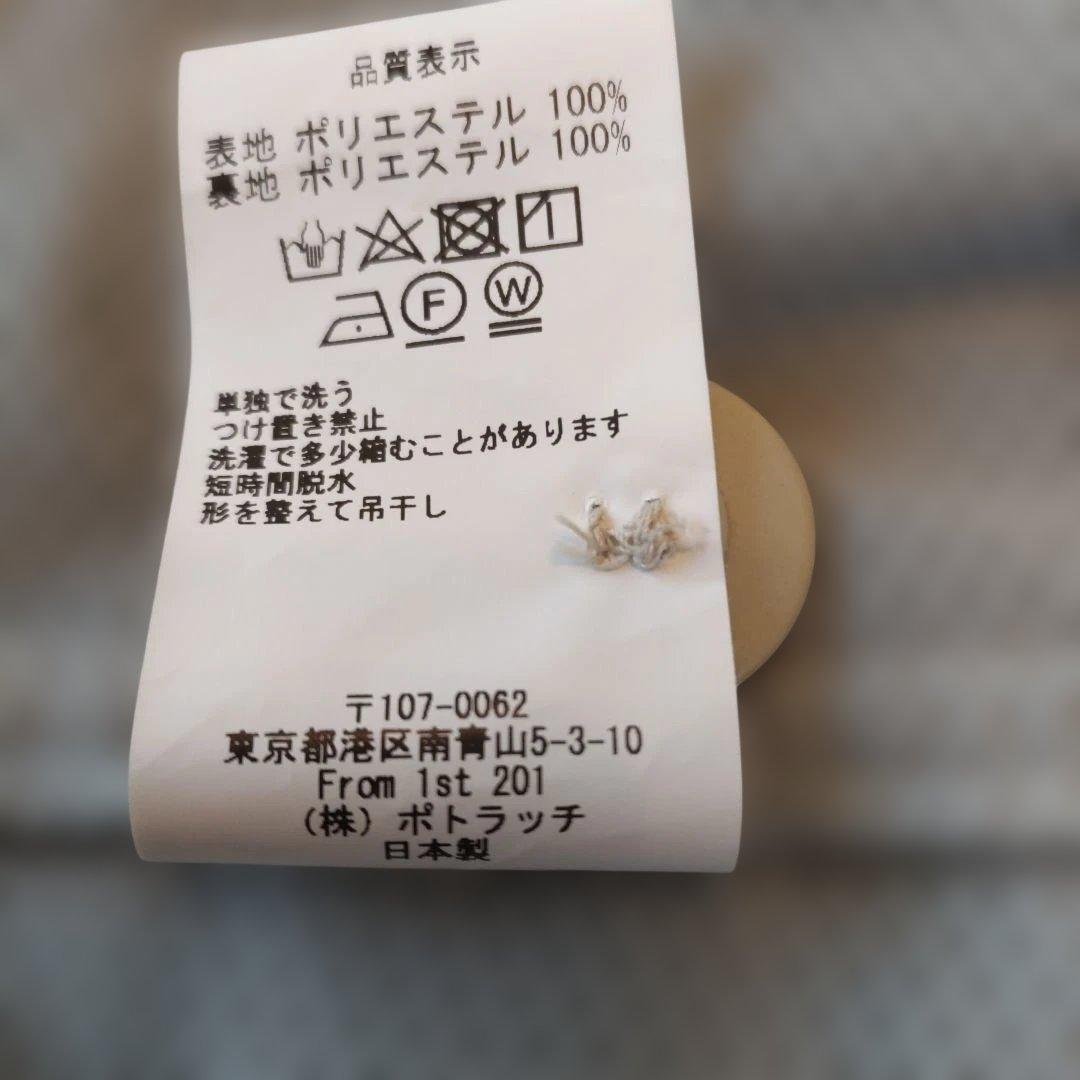 品質表示
表地 ポリエステル 100%
裏地 ポリエステル 100%
F W
単独で洗う
つけ置き禁止
洗濯で多少縮むことがあります
短時間脱水
形を整えて吊干し
〒107-0062
東京都港区南青山5-3-10
From 1st 201
(株) ポトラッチ
日本製